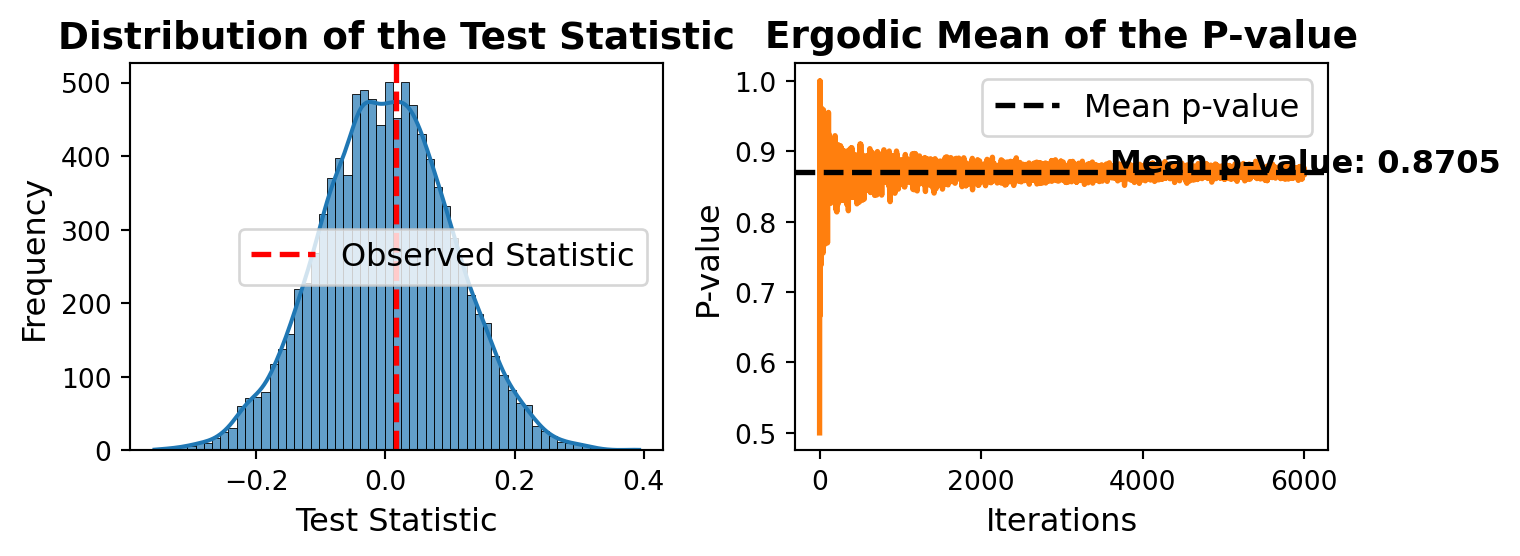 Distribution of the Test Statistic
Frequency
500
400
300
200
100
0
Observed Statistic
−0.2
0.0
0.2
0.4
Test Statistic
Ergodic Mean of the P-value
P-value
1.0
0.9
0.8
0.7
0.6
0.5
Mean p-value
Mean p-value: 0.8705
0
2000
4000
6000
Iterations